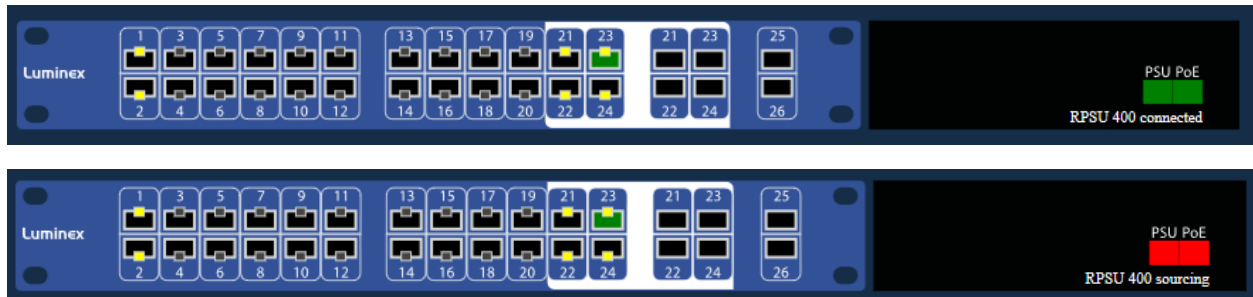 1 3 5 7 9 11 13 15 17 19 21 23 21 23 25
Luminex
PSU PoE
2 4 6 8 10 12 14 16 18 20 22 24 22 24 26
RPSU 400 connected
1 3 5 7 9 11 13 15 17 19 21 23 21 23 25
Luminex
PSU PoE
2 4 6 8 10 12 14 16 18 20 22 24 22 24 26
RPSU 400 sourcing